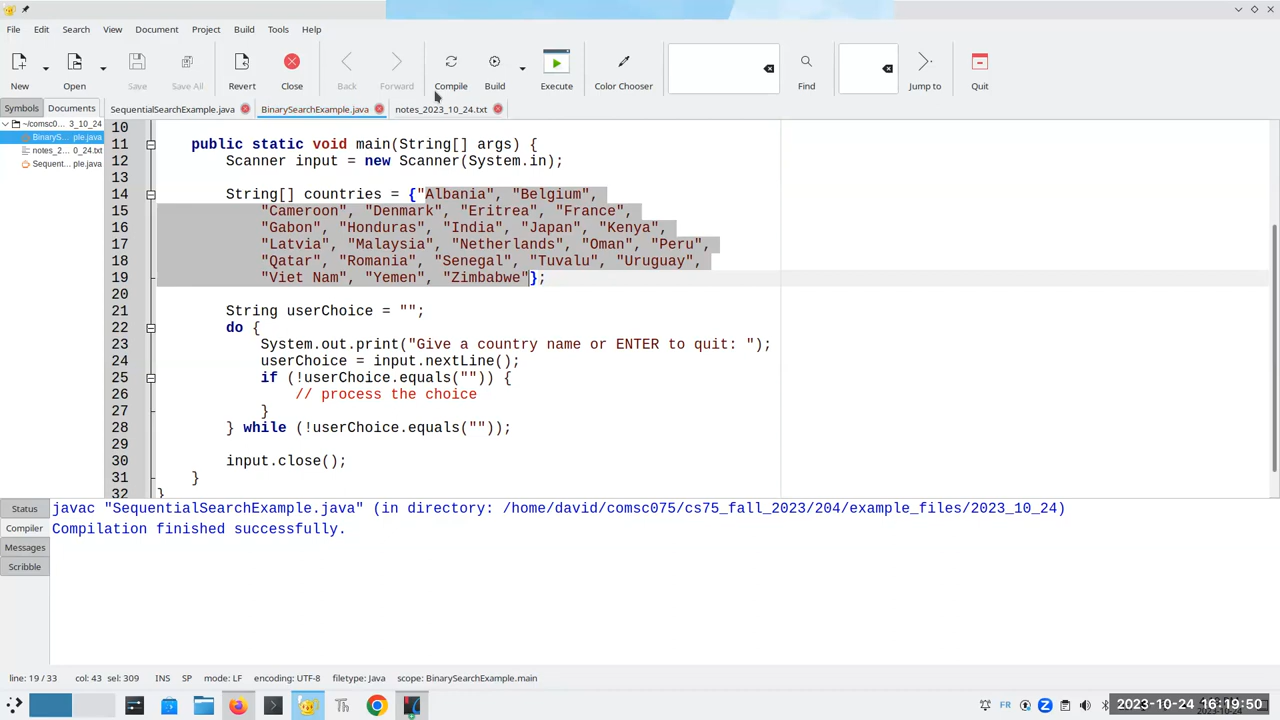 File Edit Search View Document Project Build Tools Help
New Open Save Save All Revert Close Back Forward Compile Build Execute Color Chooser Find Jump to Quit
Symbols Documents SequentialSearchExample.java BinarySearchExample.java notes_2023_10_24.txt
~/comsc0... 3_10_24
BinaryS... ple.java
notes_2... 0_24.txt
Sequent... ple.java
10
11 public static void main(String[] args) {
12 Scanner input = new Scanner(System.in);
13
14 String[] countries = {"Albania", "Belgium",
15 "Cameroon", "Denmark", "Eritrea", "France",
16 "Gabon", "Honduras", "India", "Japan", "Kenya",
17 "Latvia", "Malaysia", "Netherlands", "Oman", "Peru",
18 "Qatar", "Romania", "Senegal", "Tuvalu", "Uruguay",
19 "Viet Nam", "Yemen", "Zimbabwe"};
20
21 String userChoice = "";
22 do {
23 System.out.print("Give a country name or ENTER to quit: ");
24 userChoice = input.nextLine();
25 if (!userChoice.equals("")) {
26 // process the choice
27 }
28 } while (!userChoice.equals(""));
29
30 input.close();
31 }
32 }
Status
Compiler
Messages
Scribble
javac "SequentialSearchExample.java" (in directory: /home/david/comsc075/cs75_fall_2023/204/example_files/2023_10_24)
Compilation finished successfully.
line: 19 / 33 col: 43 sel: 309 INS SP mode: LF encoding: UTF-8 filetype: Java scope: BinarySearchExample.main
FR 2023-10-24 16:19:50